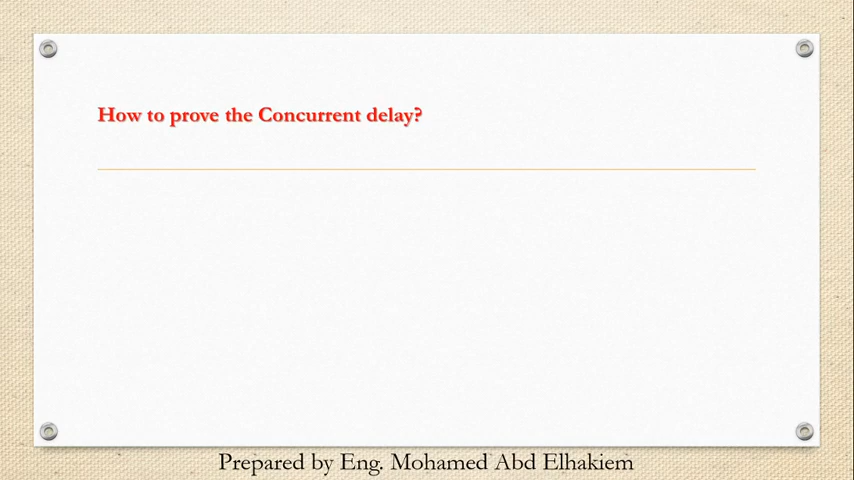 How to prove the Concurrent delay?
Prepared by Eng. Mohamed Abd Elhakiem